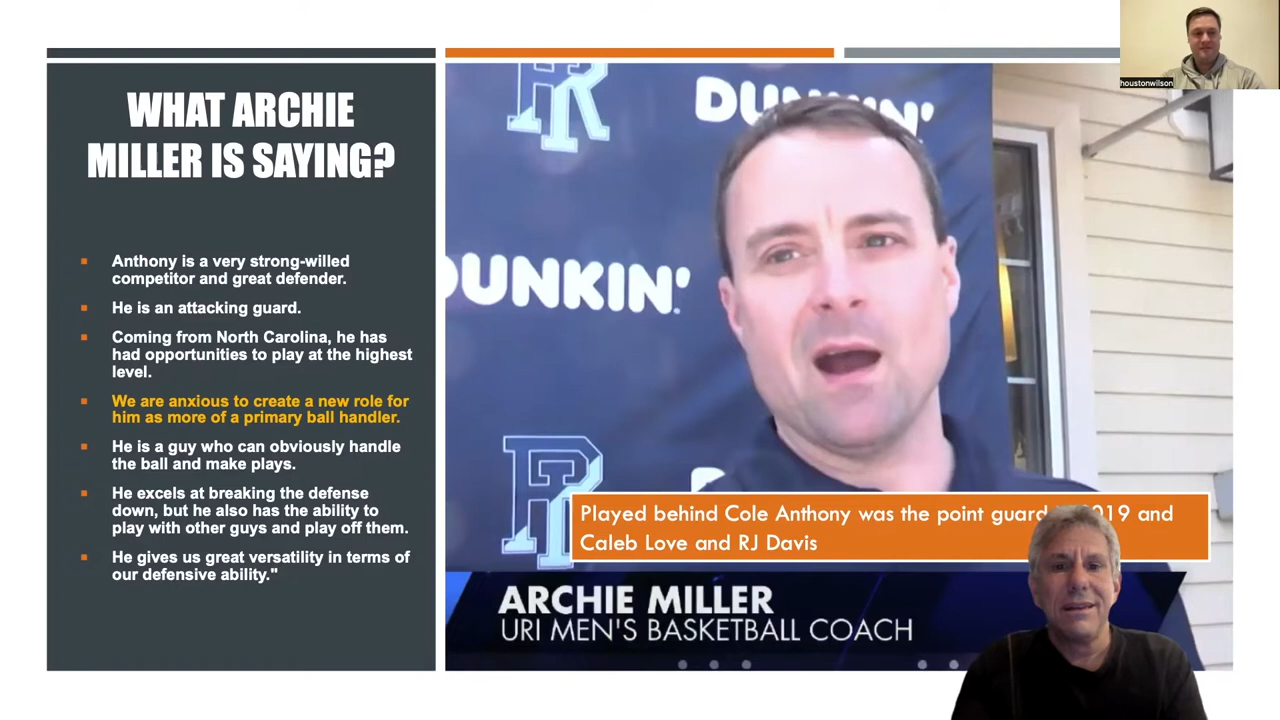 WHAT ARCHIE
MILLER IS SAYING?
Anthony is a very strong-willed
competitor and great defender.
He is an attacking guard.
Coming from North Carolina, he has
had opportunities to play at the highest
level.
We are anxious to create a new role for
him as more of a primary ball handler.
He is a guy who can obviously handle
the ball and make plays.
He excels at breaking the defense
down, but he also has the ability to
play with other guys and play off them.
He gives us great versatility in terms of
our defensive ability."
houstonwilson
DUNKIN'
DUNKIN'
Played behind Cole Anthony was the point guard 2019 and
Caleb Love and RJ Davis
ARCHIE MILLER
URI MEN'S BASKETBALL COACH